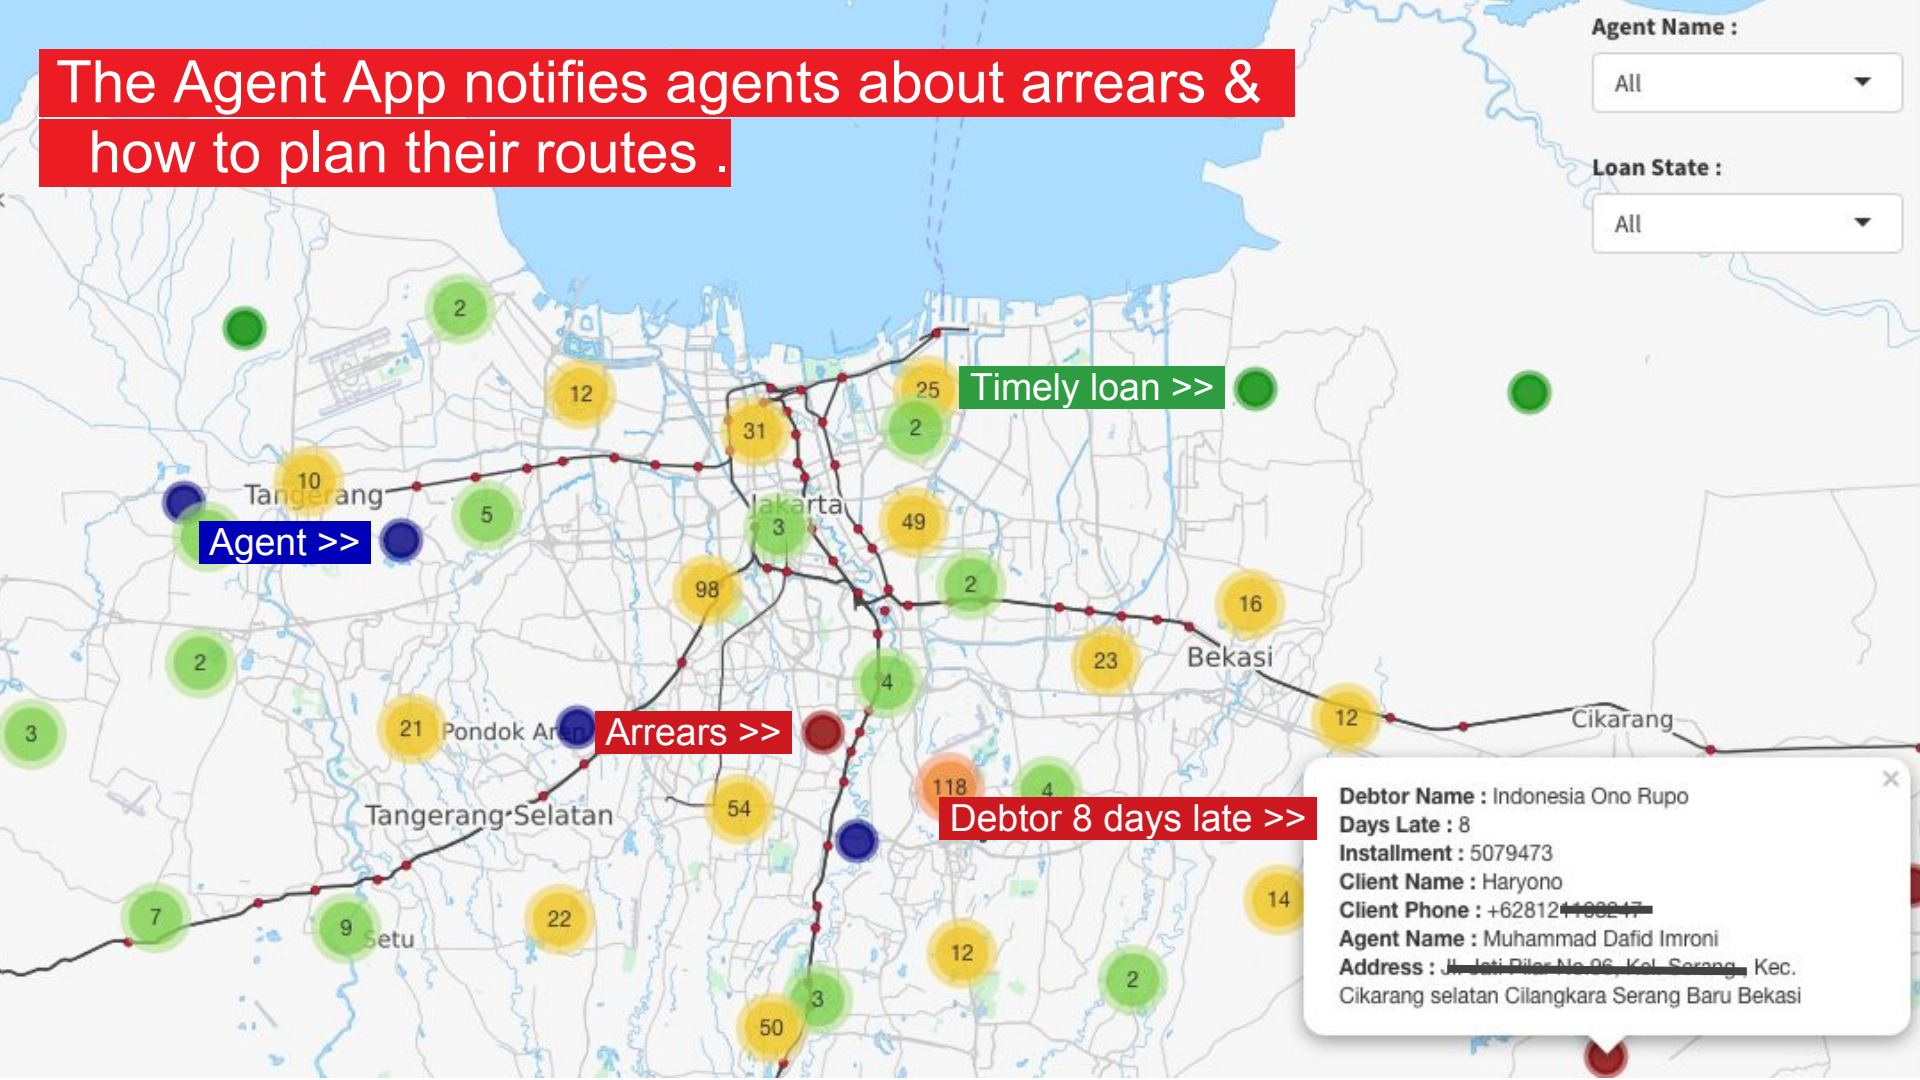 The Agent App notifies agents about arrears &
how to plan their routes .
Agent Name :
All
Loan State :
All
2
12
25
Timely loan >>
2
31
10
Tangerang
5
Jakarta
3
49
Agent >>
98
2
16
2
23
Bekasi
4
3
21
Pondok Aren
Arrears >>
12
Cikarang
118
4
54
Tangerang Selatan
Debtor 8 days late >>
Debtor Name : Indonesia Ono Rupo
Days Late : 8
Installment : 5079473
Client Name : Haryono
Client Phone : +62812
Agent Name : Muhammad Dafid Imroni
Address : Kec.
Cikarang selatan Cilangkara Serang Baru Bekasi
×
14
7
9
Setu
22
12
2
3
50